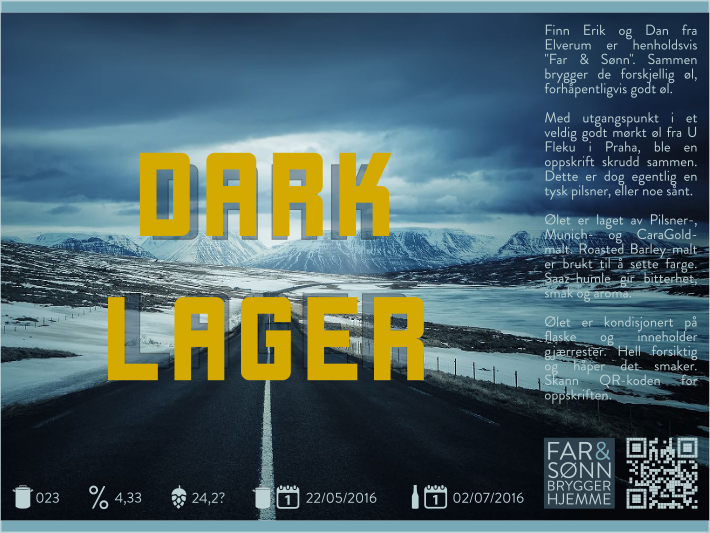 DARK
LAGER
Finn Erik og Dan fra
Elverum er henholdsvis
"Far & Sønn". Sammen
brygger de forskjellig øl,
forhåpentligvis godt øl.
Med utgangspunkt i et
veldig godt mørkt øl fra U
Fleku i Praha, ble en
oppskrift skrudd sammen.
Dette er dog egentlig en
tysk pilsner, eller noe sånt.
Ølet er laget av Pilsner-,
Munich- og CaraGold-
malt. Roasted Barley-malt
er brukt til å sette farge.
Saaz-humle gir bitterhet,
smak og aroma.
Ølet er kondisjonert på
flaske og inneholder
gjærrester. Hell forsiktig
og håper det smaker.
Skann QR-koden for
oppskriften.
FAR&
SØNN
BRYGGER
HJEMME
023 % 4,33 24,2? 1 22/05/2016 1 02/07/2016